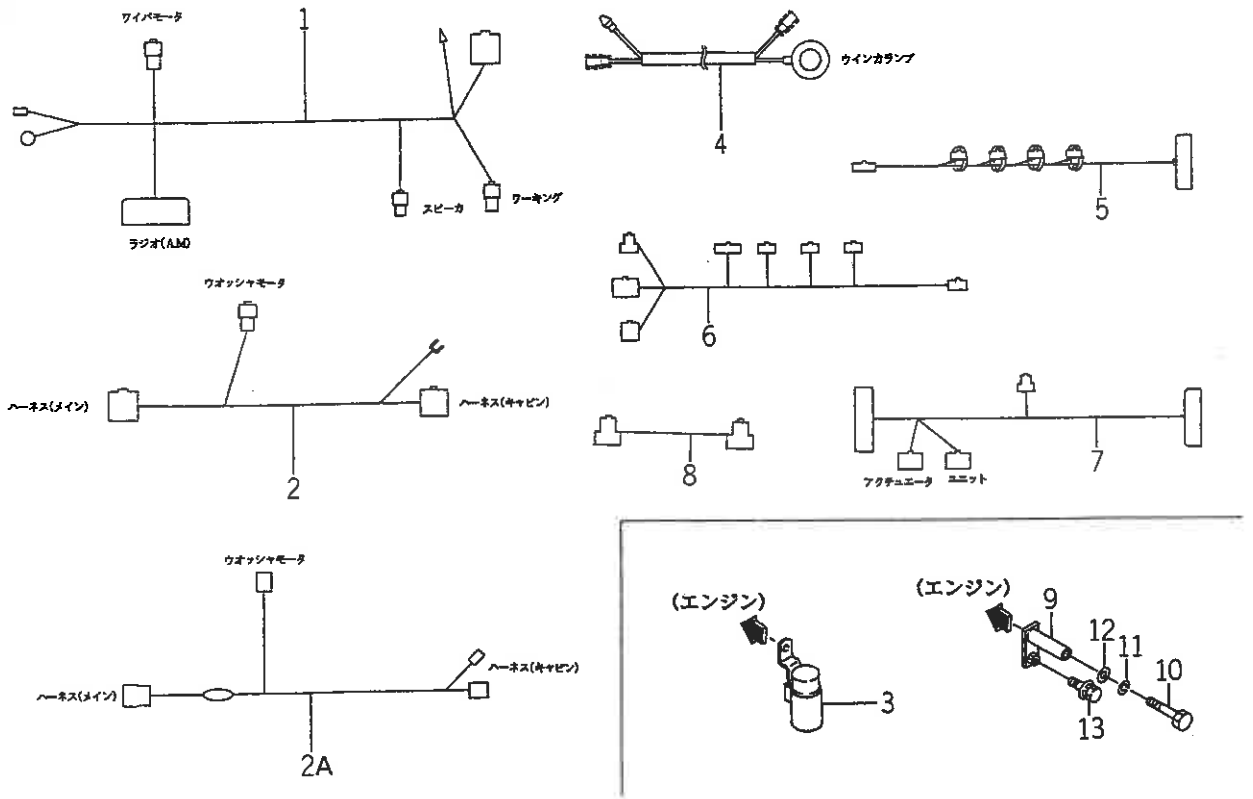 ワイパモータ
1
ラジオ(A.M)
スピーカ
ワーキング
4
ウインカランプ
5
6
ウオッシャモータ
ハーネス(メイン)
ハーネス(キャビン)
2
8
アクチュエータ
ユニット
7
ウオッシャモータ
ハーネス(メイン)
ハーネス(キャビン)
2A
(エンジン)
3
(エンジン)
9
12
11
10
13